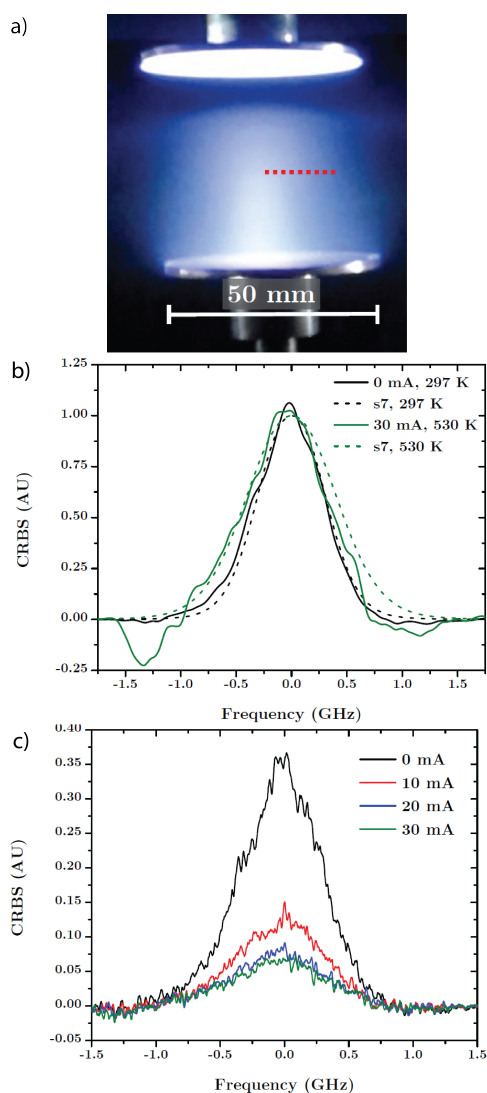 a)
50 mm
b)
1.25
1.00
0.75
0.50
0.25
0.00
-0.25
CRBS (AU)
0 mA, 297 K
s7, 297 K
30 mA, 530 K
s7, 530 K
-1.5 -1.0 -0.5 0.0 0.5 1.0 1.5
Frequency (GHz)
c)
0.40
0.35
0.30
0.25
0.20
0.15
0.10
0.05
0.00
-0.05
CRBS (AU)
0 mA
10 mA
20 mA
30 mA
-1.5 -1.0 -0.5 0.0 0.5 1.0 1.5
Frequency (GHz)